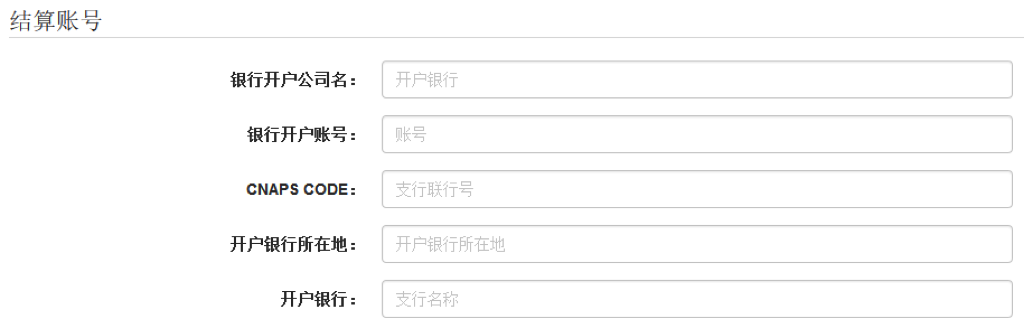 结算账号
银行开户公司名： 开户银行
银行开户账号： 账号
CNAPS CODE： 支行联行号
开户银行所在地： 开户银行所在地
开户银行： 支行名称